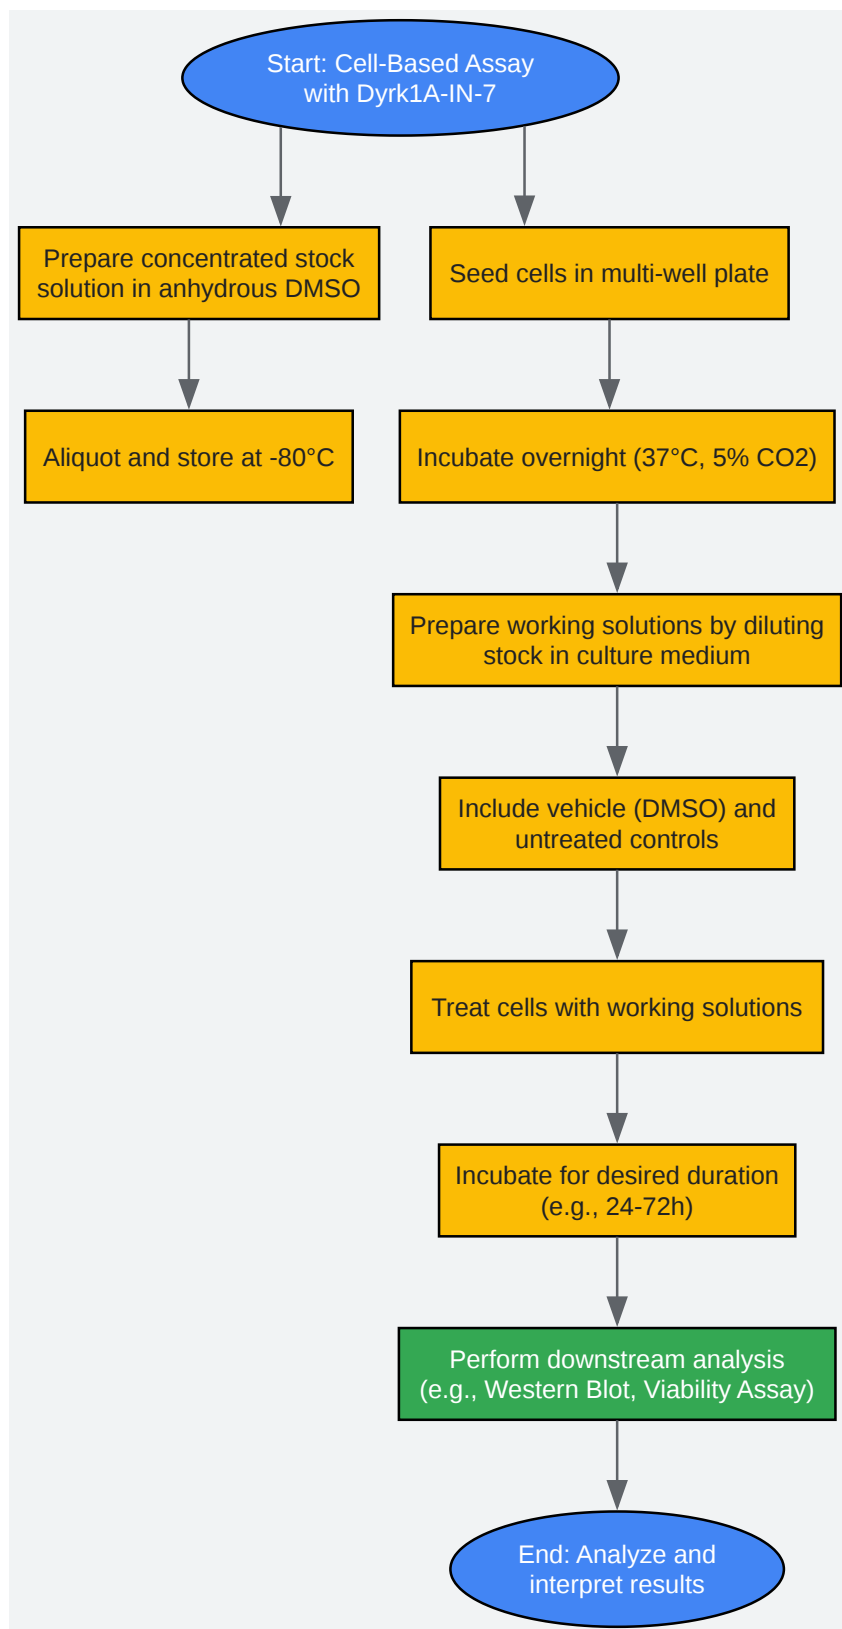 Start: Cell-Based Assay
with Dyrk1A-IN-7
Prepare concentrated stock
solution in anhydrous DMSO
Seed cells in multi-well plate
Aliquot and store at -80°C
Incubate overnight (37°C, 5% CO2)
Prepare working solutions by diluting
stock in culture medium
Include vehicle (DMSO) and
untreated controls
Treat cells with working solutions
Incubate for desired duration
(e.g., 24-72h)
Perform downstream analysis
(e.g., Western Blot, Viability Assay)
End: Analyze and
interpret results